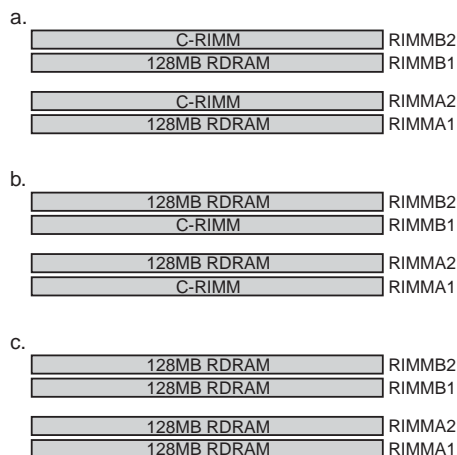 a.
C-RIMM RIMMB2
128MB RDRAM RIMMB1
C-RIMM RIMMA2
128MB RDRAM RIMMA1
b.
128MB RDRAM RIMMB2
C-RIMM RIMMB1
128MB RDRAM RIMMA2
C-RIMM RIMMA1
c.
128MB RDRAM RIMMB2
128MB RDRAM RIMMB1
128MB RDRAM RIMMA2
128MB RDRAM RIMMA1